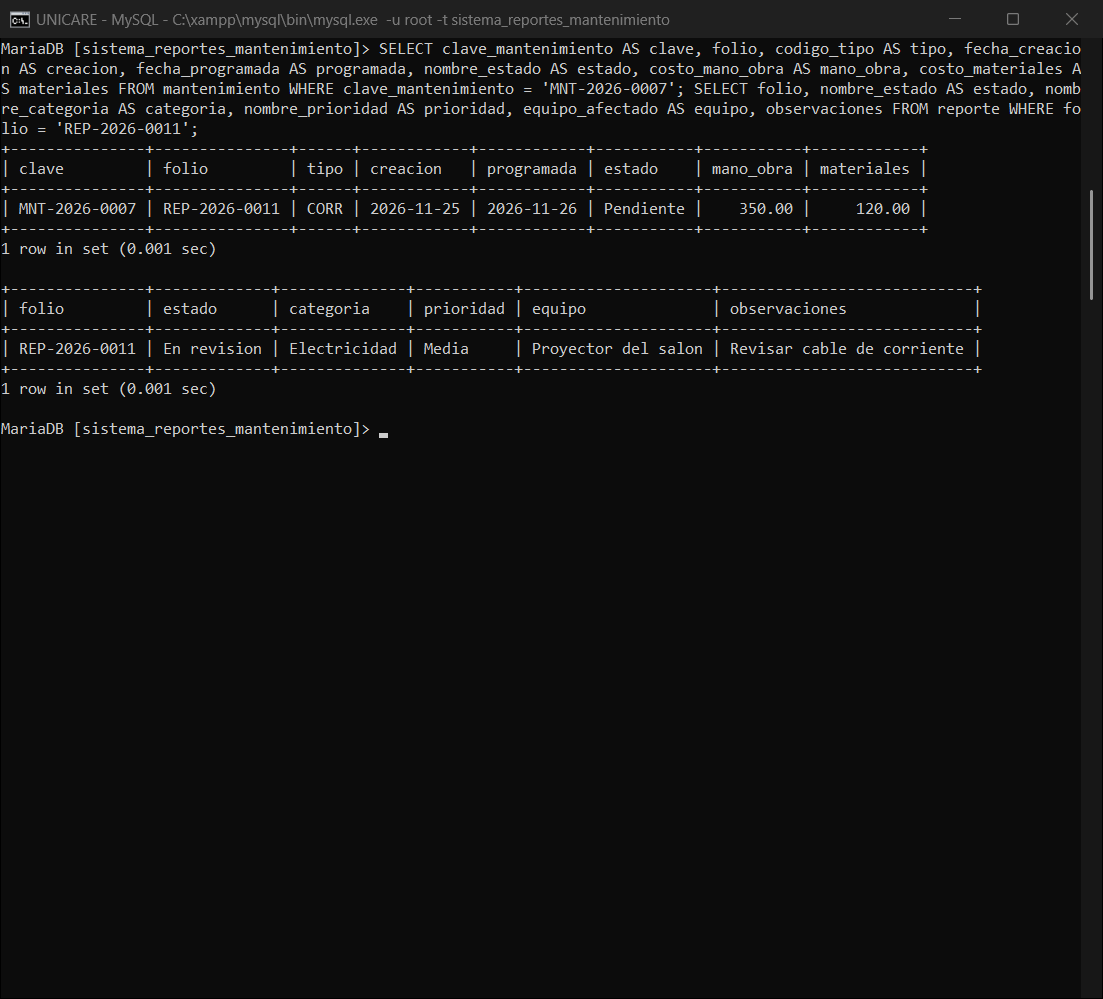 UNICARE - MySQL - C:\xampp\mysql\bin\mysql.exe  -u root -t sistema_reportes_mantenimiento
MariaDB [sistema_reportes_mantenimiento]> SELECT clave_mantenimiento AS clave, folio, codigo_tipo AS tipo, fecha_creacio
n AS creacion, fecha_programada AS programada, nombre_estado AS estado, costo_mano_obra AS mano_obra, costo_materiales A
S materiales FROM mantenimiento WHERE clave_mantenimiento = 'MNT-2026-0007'; SELECT folio, nombre_estado AS estado, nomb
re_categoria AS categoria, nombre_prioridad AS prioridad, equipo_afectado AS equipo, observaciones FROM reporte WHERE fo
lio = 'REP-2026-0011';
+---------------+---------------+------+------------+------------+-----------+-----------+------------+
| clave         | folio         | tipo | creacion   | programada | estado    | mano_obra | materiales |
+---------------+---------------+------+------------+------------+-----------+-----------+------------+
| MNT-2026-0007 | REP-2026-0011 | CORR | 2026-11-25 | 2026-11-26 | Pendiente |    350.00 |     120.00 |
+---------------+---------------+------+------------+------------+-----------+-----------+------------+
1 row in set (0.001 sec)

+---------------+-------------+--------------+-----------+---------------------+----------------------------+
| folio         | estado      | categoria    | prioridad | equipo              | observaciones              |
+---------------+-------------+--------------+-----------+---------------------+----------------------------+
| REP-2026-0011 | En revision | Electricidad | Media     | Proyector del salon | Revisar cable de corriente |
+---------------+-------------+--------------+-----------+---------------------+----------------------------+
1 row in set (0.001 sec)

MariaDB [sistema_reportes_mantenimiento]>